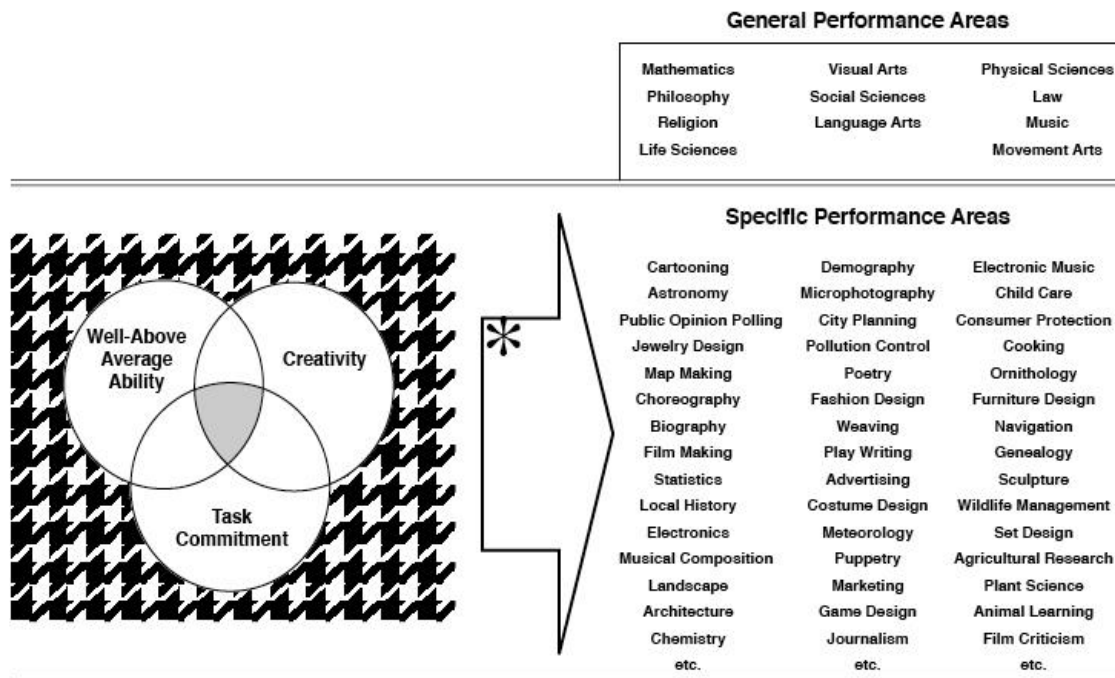 General Performance Areas
Mathematics Visual Arts Physical Sciences
Philosophy Social Sciences Law
Religion Language Arts Music
Life Sciences Movement Arts
Specific Performance Areas
Well-Above
Average
Ability
Creativity
Task
Commitment
*
Cartooning Demography Electronic Music
Astronomy Microphotography Child Care
Public Opinion Polling City Planning Consumer Protection
Jewelry Design Pollution Control Cooking
Map Making Poetry Ornithology
Choreography Fashion Design Furniture Design
Biography Weaving Navigation
Film Making Play Writing Genealogy
Statistics Advertising Sculpture
Local History Costume Design Wildlife Management
Electronics Meteorology Set Design
Musical Composition Puppetry Agricultural Research
Landscape Marketing Plant Science
Architecture Game Design Animal Learning
Chemistry Journalism Film Criticism
etc. etc. etc.